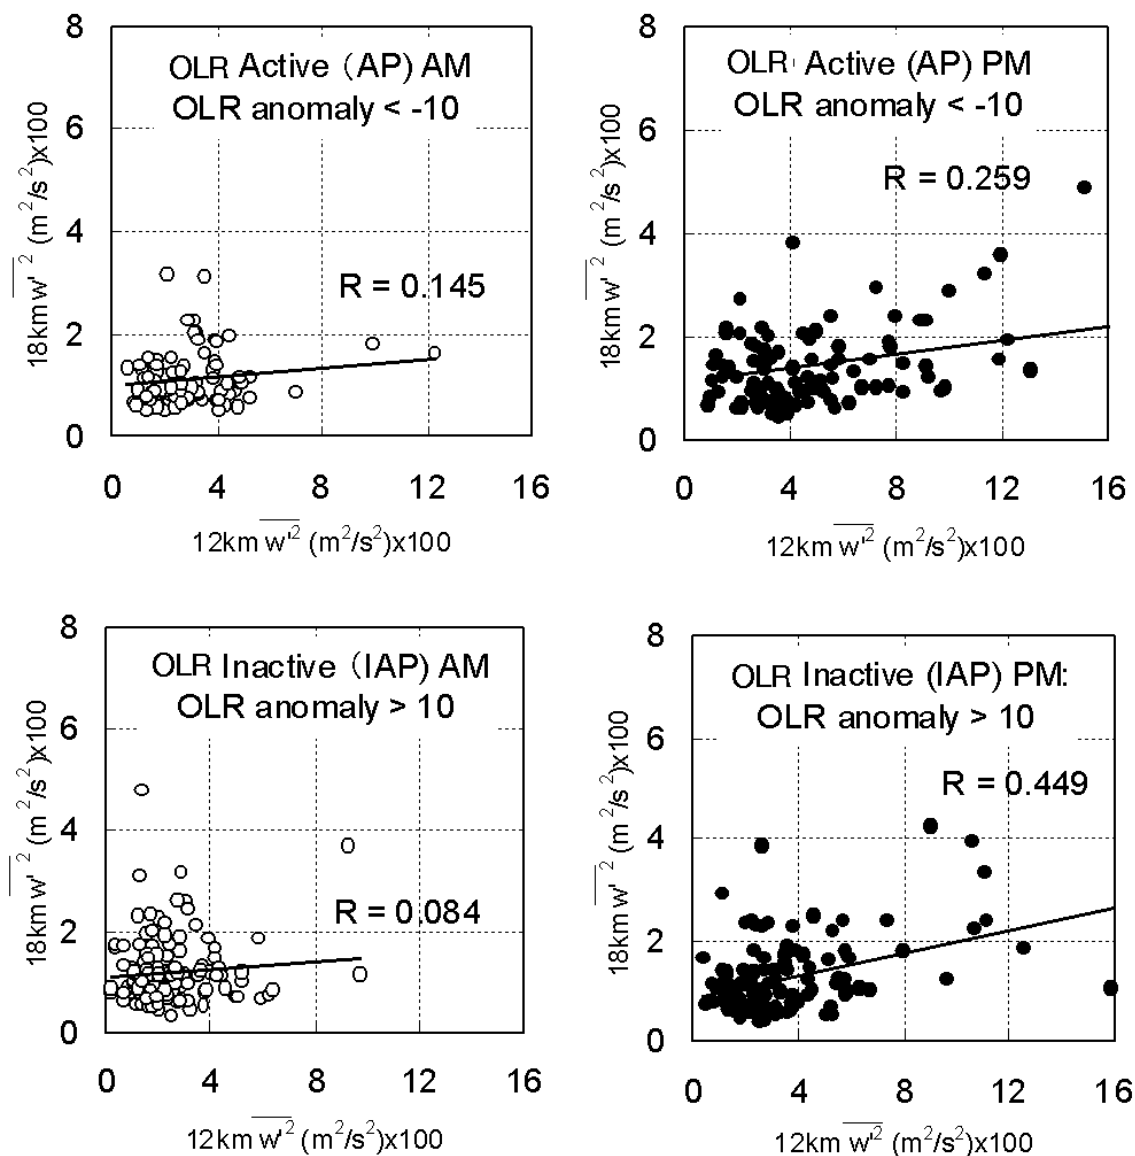 8
OLR Active (AP) AM
OLR anomaly < -10
6
4
R = 0.145
2
0
0 4 8 12 16
18km w' 2 (m2/s2)x100
12km w'2 (m2/s2)x100
8
OLR Active (AP) PM
OLR anomaly < -10
6
R = 0.259
4
2
0
0 4 8 12 16
18km w' 2 (m2/s2)x100
12km w'2 (m2/s2)x100
8
OLR Inactive (IAP) AM
OLR anomaly > 10
6
4
R = 0.084
2
0
0 4 8 12 16
18km w' 2 (m2/s2)x100
12km w'2 (m2/s2)x100
8
OLR Inactive (IAP) PM:
OLR anomaly > 10
6
R = 0.449
4
2
0
0 4 8 12 16
18km w' 2 (m2/s2)x100
12km w'2 (m2/s2)x100